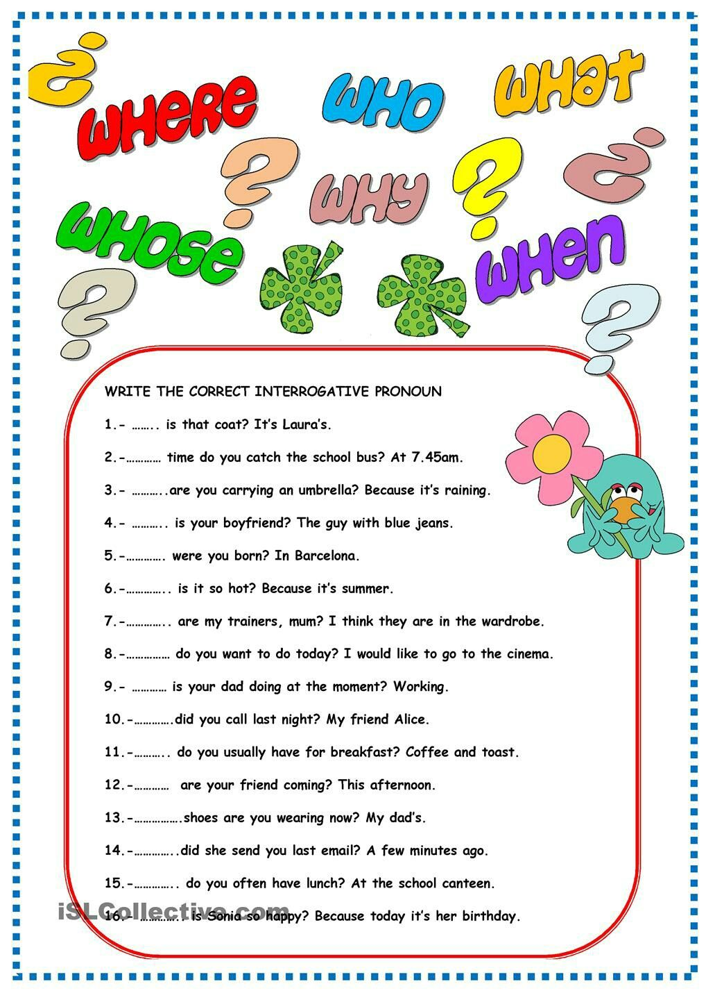 WHERE
WHO
WHAT
WHY
WHOSE
WHEN
WRITE THE CORRECT INTERROGATIVE PRONOUN
1.- …….. is that coat? It's Laura's.
2.-………… time do you catch the school bus? At 7.45am.
3.- ………..are you carrying an umbrella? Because it's raining.
4.- ……….. is your boyfriend? The guy with blue jeans.
5.-…………. were you born? In Barcelona.
6.-………….. is it so hot? Because it's summer.
7.-………….. are my trainers, mum? I think they are in the wardrobe.
8.-…………… do you want to do today? I would like to go to the cinema.
9.- ………… is your dad doing at the moment? Working.
10.-………….did you call last night? My friend Alice.
11.-……….. do you usually have for breakfast? Coffee and toast.
12.-………… are your friend coming? This afternoon.
13.-…………….shoes are you wearing now? My dad's.
14.-…………..did she send you last email? A few minutes ago.
15.-………….. do you often have lunch? At the school canteen.
16.- ………….. is Sonia so happy? Because today it's her birthday.
iSLCollective.com